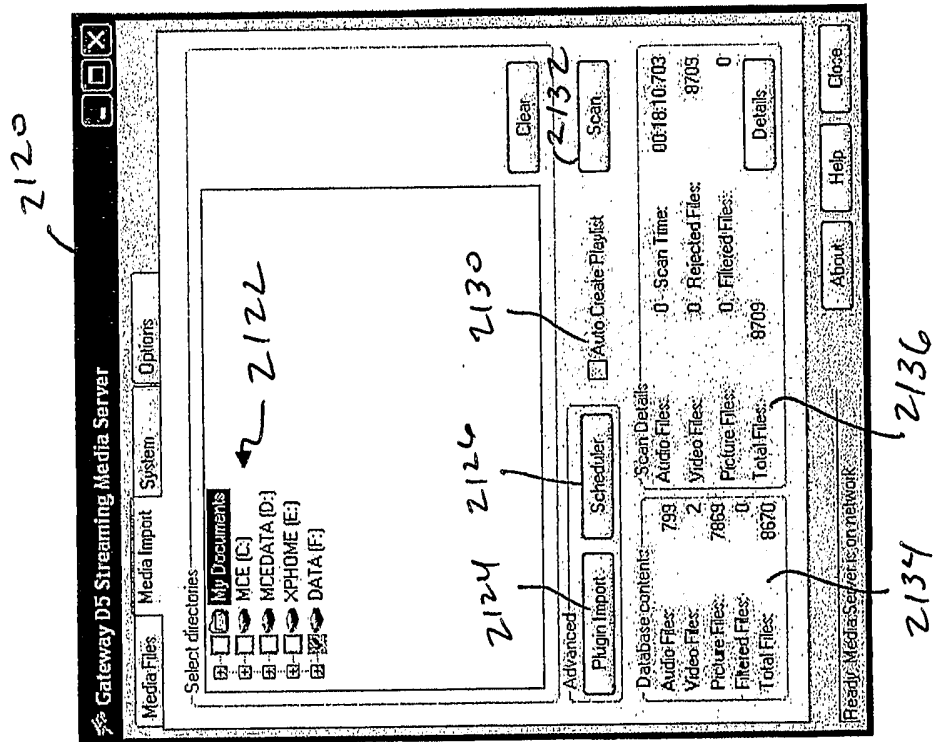 2120
Gateway D5 Streaming Media Server
Media Files
Media Import
System
Options
Select directories
My Documents
MCE (C:)
MCEDATA (D:)
XPHOME (E:)
DATA (F:)
2122
Clear
2132
Scan
2124
2126
2130
Advanced
Plugin Import
Scheduler
Auto Create Playlist
Database contents
Audio Files: 799
Video Files: 2
Picture Files: 7869
Filtered Files: 0
Total Files: 8670
Scan Details
Audio Files: 0 Scan Time: 00:18:10:703
Video Files: 0 Rejected Files: 8709
Picture Files: 0 Filtered Files: 0
Total Files: 8709
Details
Ready. Media Server is on network
About
Help
Close
2134
2136